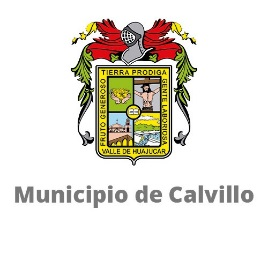 TIERRA PRODIGA
FRUTO GENEROSO
GENTE LABORIOSA
VALLE DE HUAJUCAR
Municipio de Calvillo